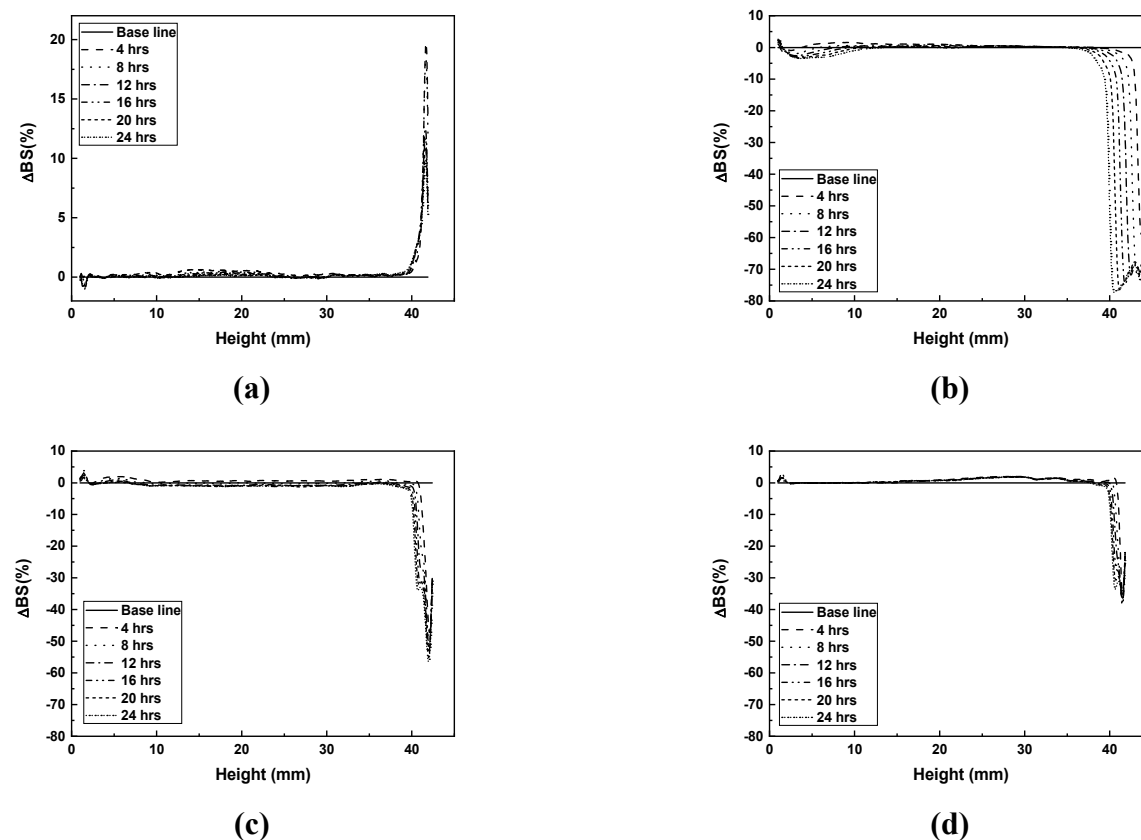 Base line
4 hrs
8 hrs
12 hrs
16 hrs
20 hrs
24 hrs
20
15
10
5
0
ΔBS(%)
0 10 20 30 40
Height (mm)
(a)
10
0
-10
-20
-30
-40
-50
-60
-70
-80
ΔBS(%)
Base line
4 hrs
8 hrs
12 hrs
16 hrs
20 hrs
24 hrs
0 10 20 30 40
Height (mm)
(b)
10
0
-10
-20
-30
-40
-50
-60
-70
-80
ΔBS(%)
Base line
4 hrs
8 hrs
12 hrs
16 hrs
20 hrs
24 hrs
0 10 20 30 40
Height (mm)
(c)
10
0
-10
-20
-30
-40
-50
-60
-70
-80
ΔBS(%)
Base line
4 hrs
8 hrs
12 hrs
16 hrs
20 hrs
24 hrs
0 10 20 30 40
Height (mm)
(d)